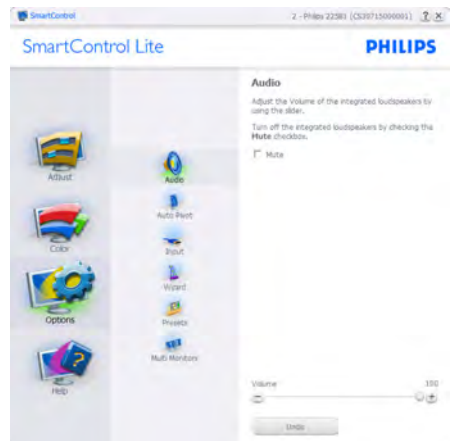 SmartControl
2 - Philips 225B1 (CS39715000001)
? X
SmartControl Lite
PHILIPS
Adjust
Color
Options
Help
Audio
Auto Pivot
Input
Wizard
Presets
Multi Monitors
Audio
Adjust the Volume of the integrated loudspeakers by
using the slider.
Turn off the integrated loudspeakers by checking the
Mute checkbox.
Mute
Volume
100
Undo